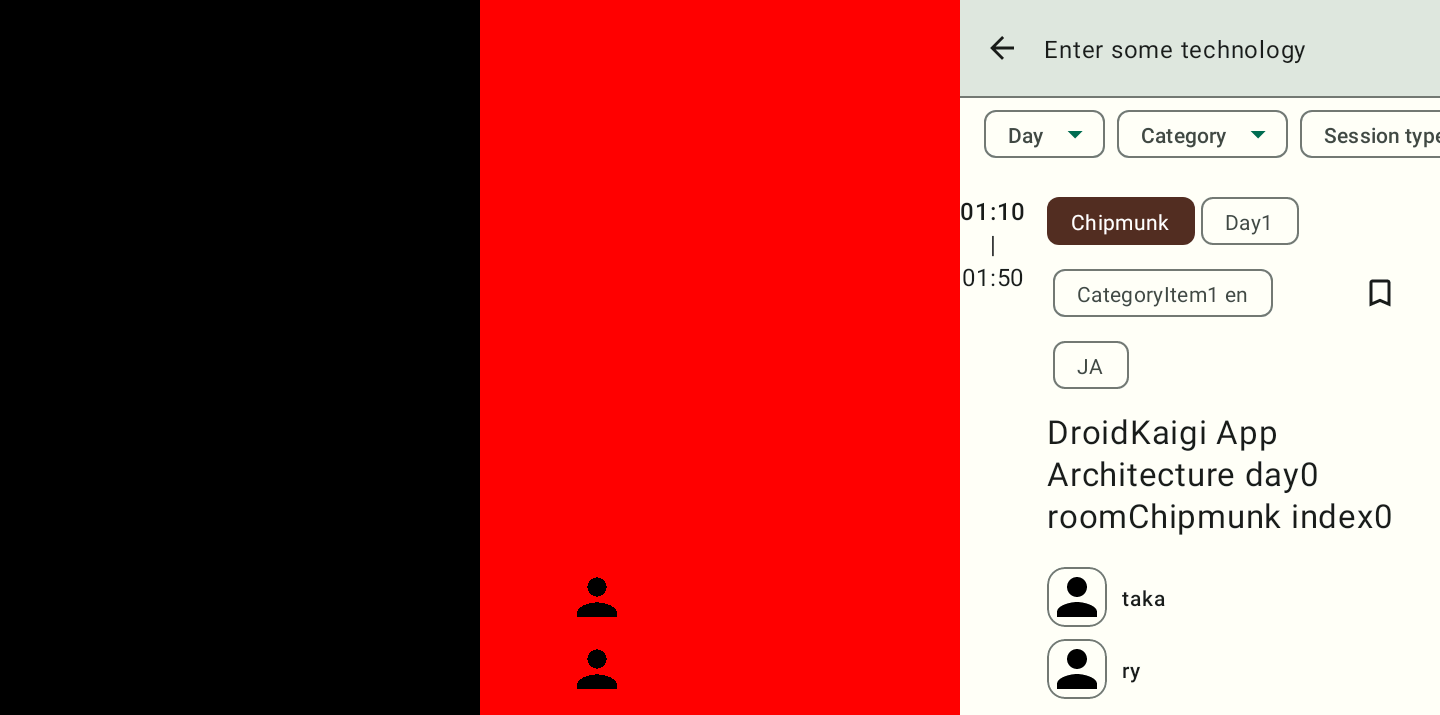 Enter some technology
Day
Category
Session type
01:10
|
01:50
Chipmunk
Day1
CategoryItem1 en
JA
DroidKaigi App
Architecture day0
roomChipmunk index0
taka
ry